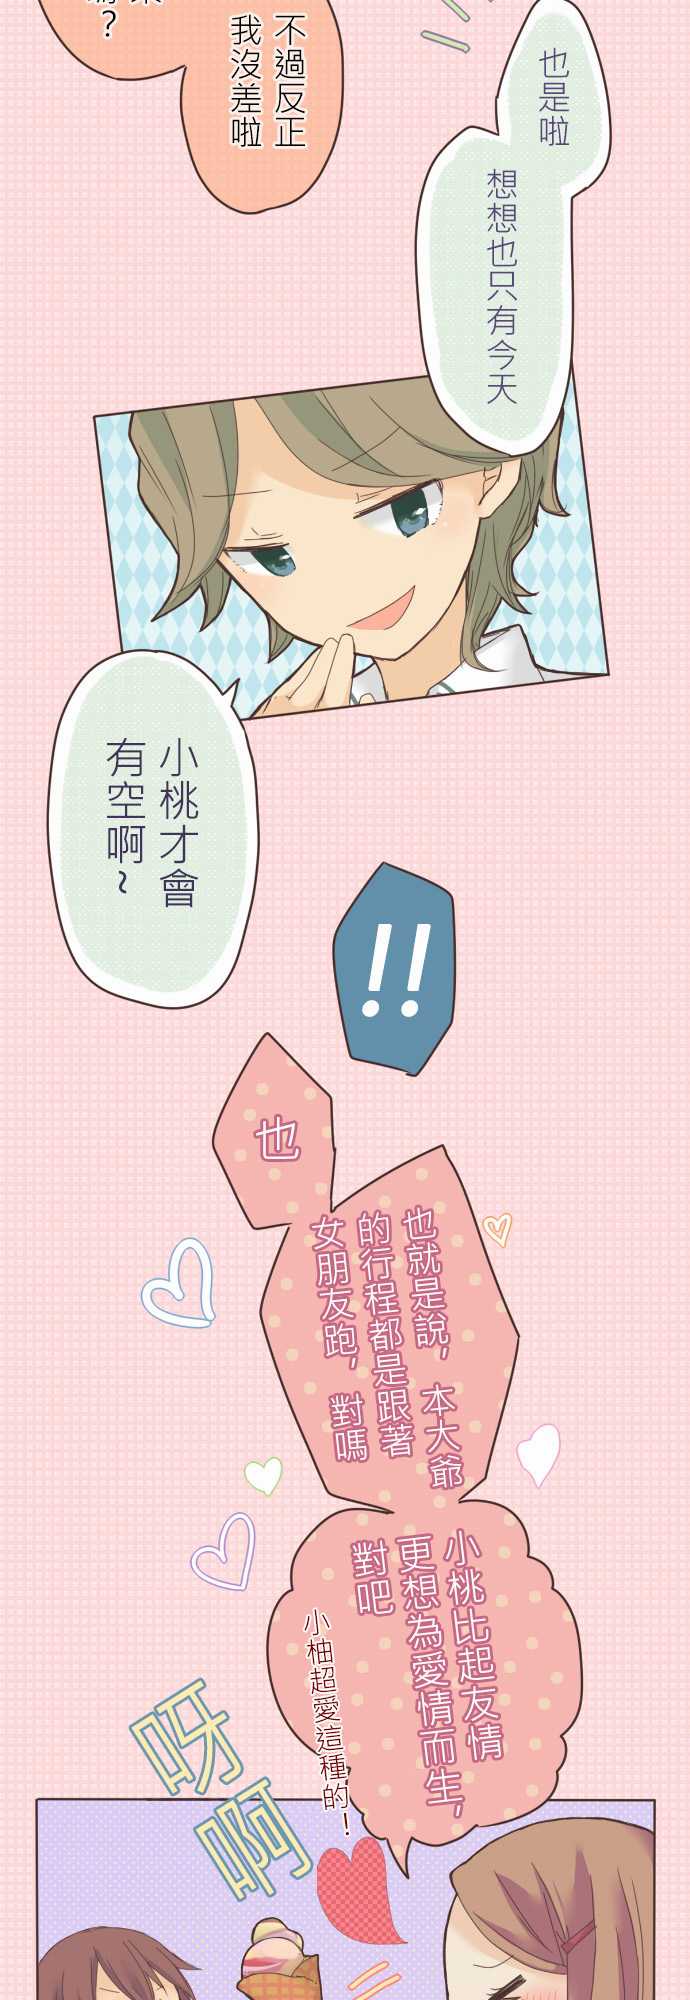 嗎？
不過反正
我沒差啦
也是啦
想想也只有今天
小桃才會
有空啊~
!!
也
也就是說，本大爺
的行程都是跟著
女朋友跑，對嗎
小桃比起友情
更想為愛情而生，
對吧
小柚超愛這種的！
呀
啊